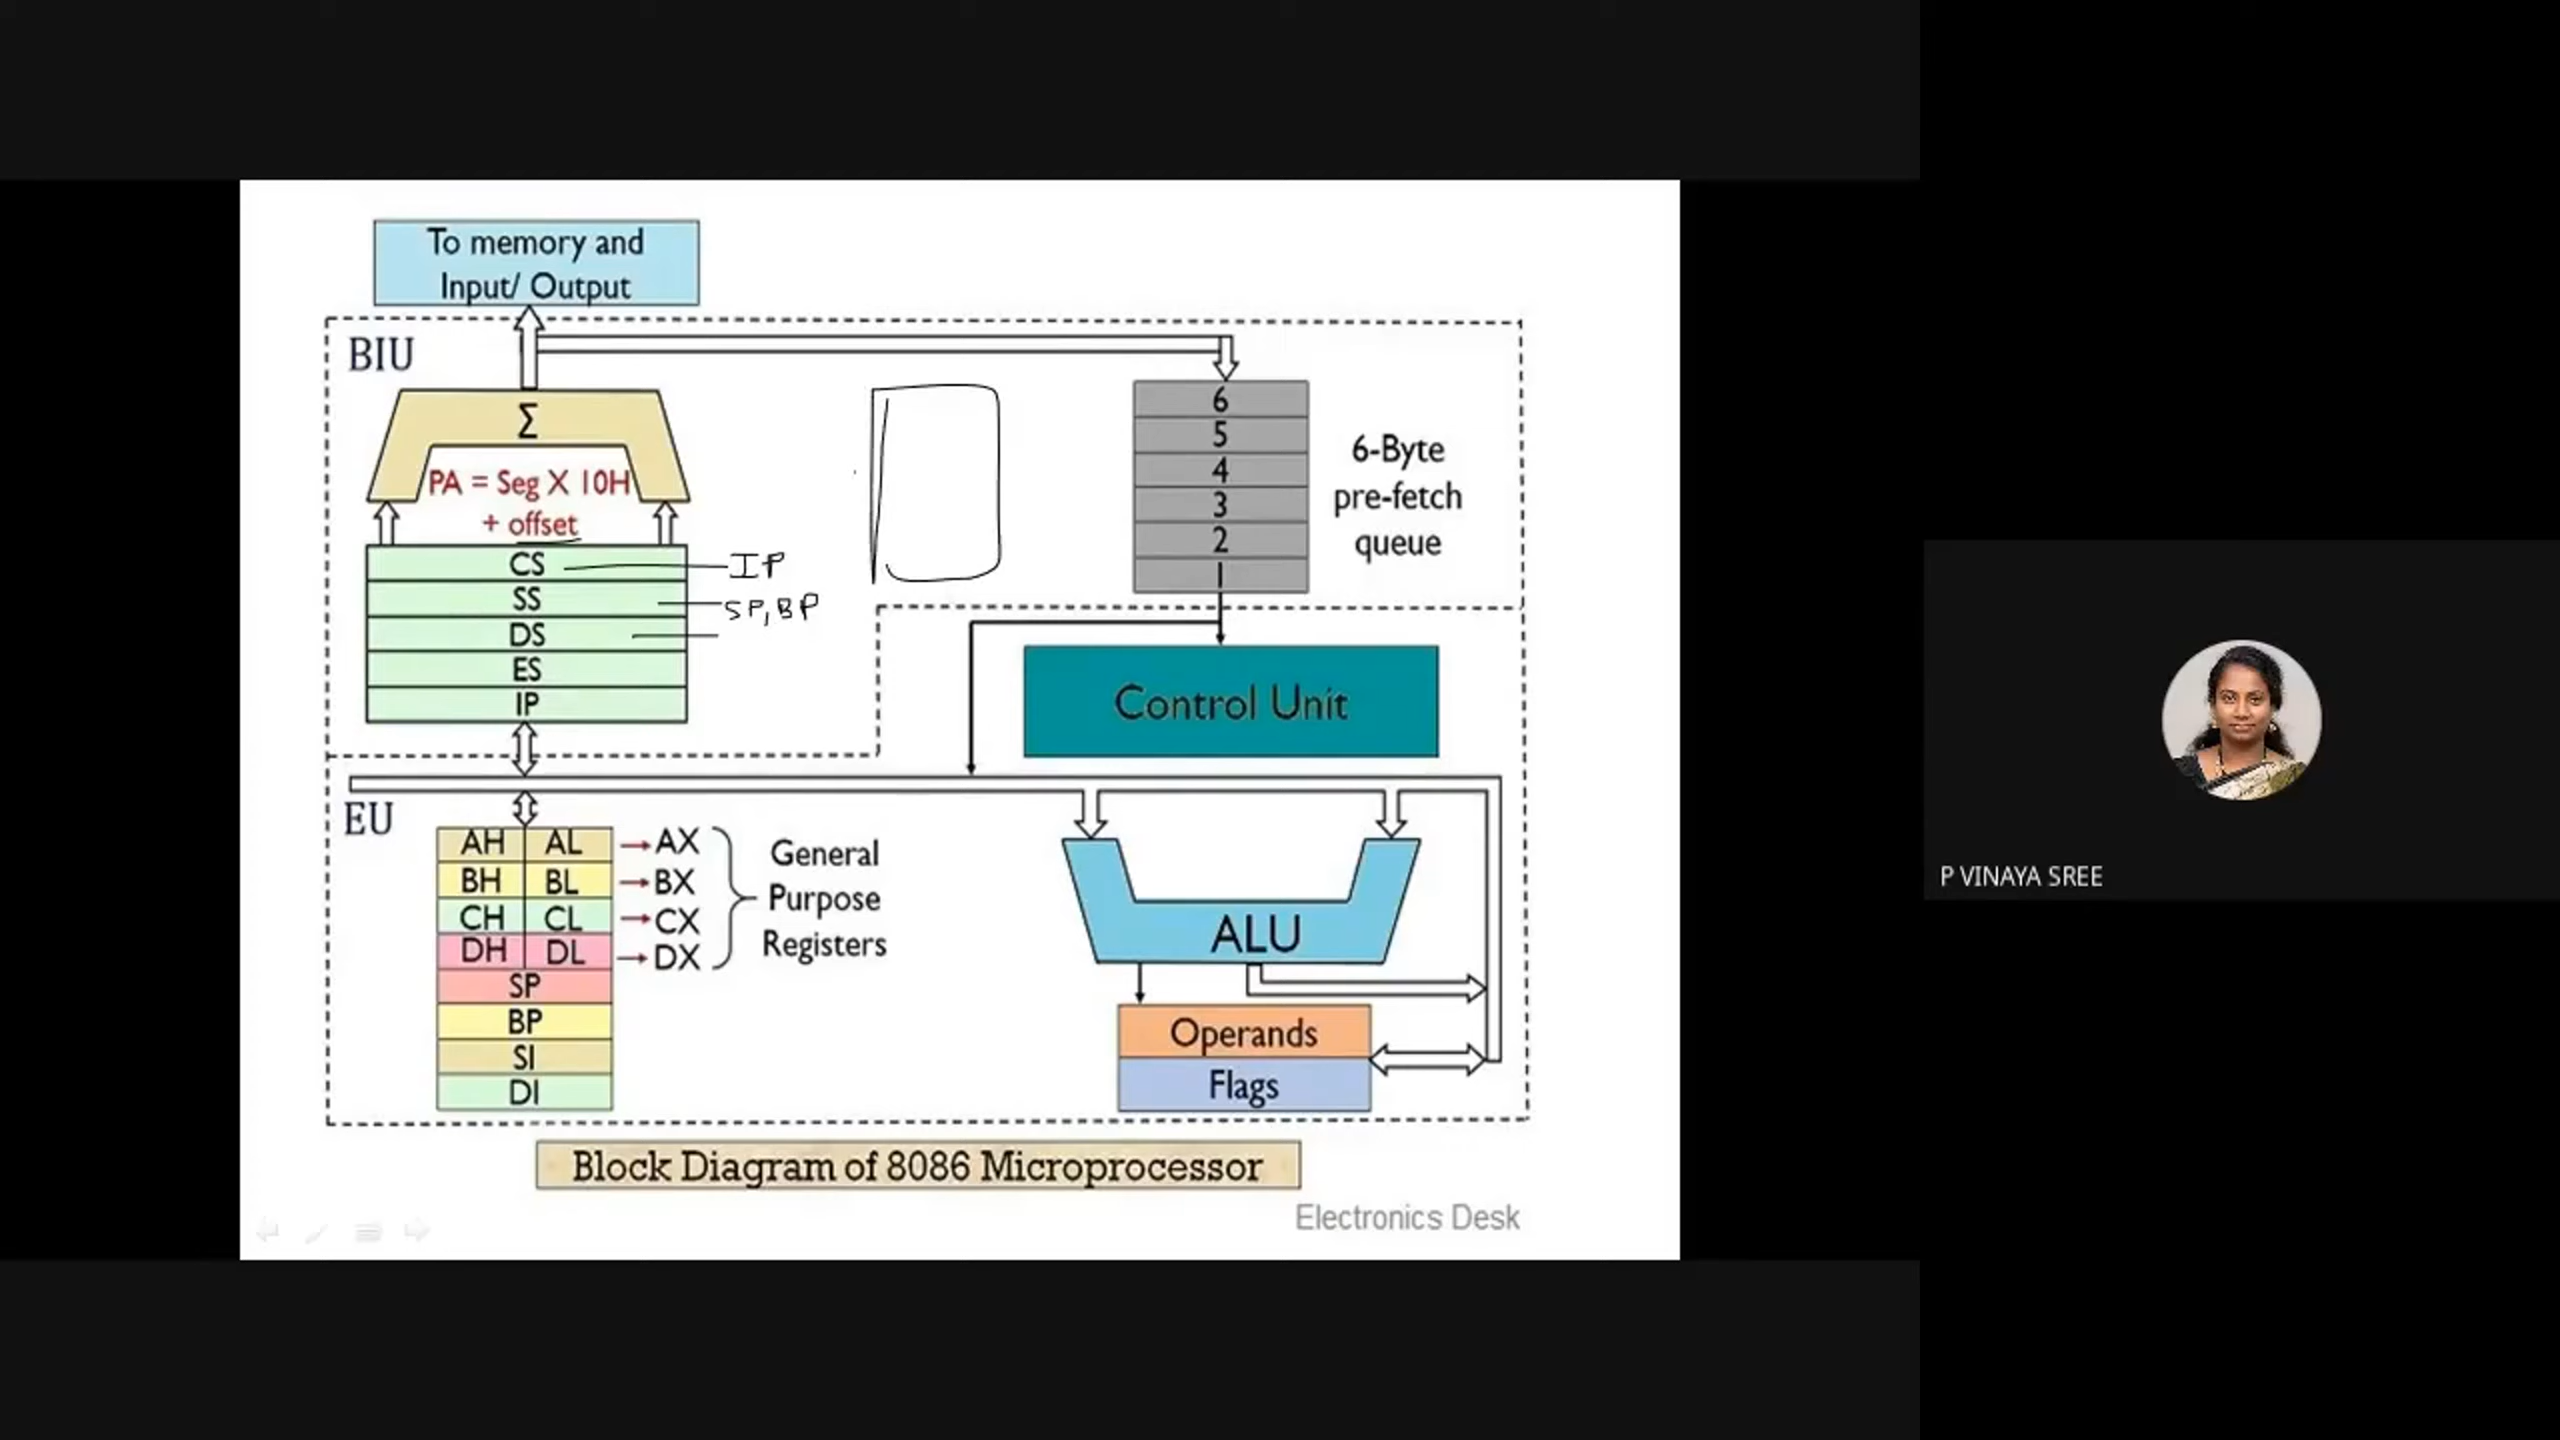 To memory and
Input/ Output
BIU
Σ
PA = Seg X 10H
+ offset
CS
SS
DS
ES
IP
IP
SP, BP
6
5
4
3
2
1
6-Byte
pre-fetch
queue
Control Unit
EU
AH AL → AX
BH BL → BX
CH CL → CX
DH DL → DX
SP
BP
SI
DI
General
Purpose
Registers
ALU
Operands
Flags
Block Diagram of 8086 Microprocessor
Electronics Desk
P VINAYA SREE